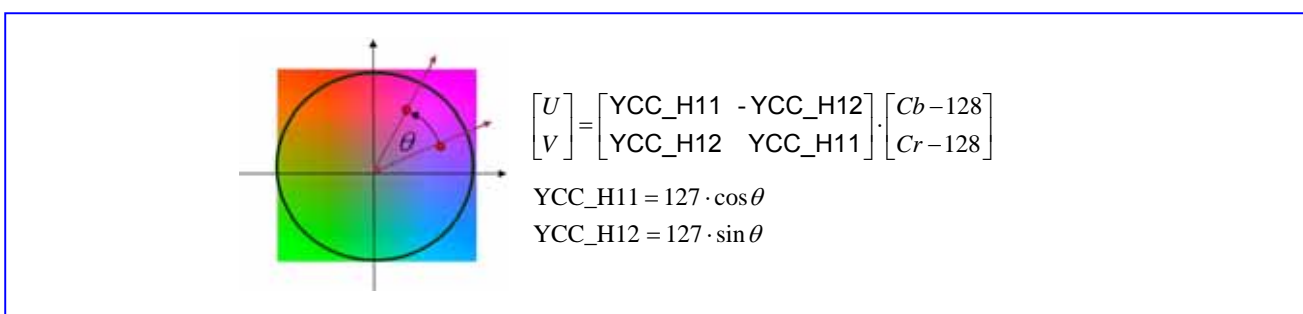 θ
[U V] = [YCC_H11 -YCC_H12 YCC_H12 YCC_H11] · [Cb−128 Cr−128]
YCC_H11 = 127 · cos θ
YCC_H12 = 127 · sin θ